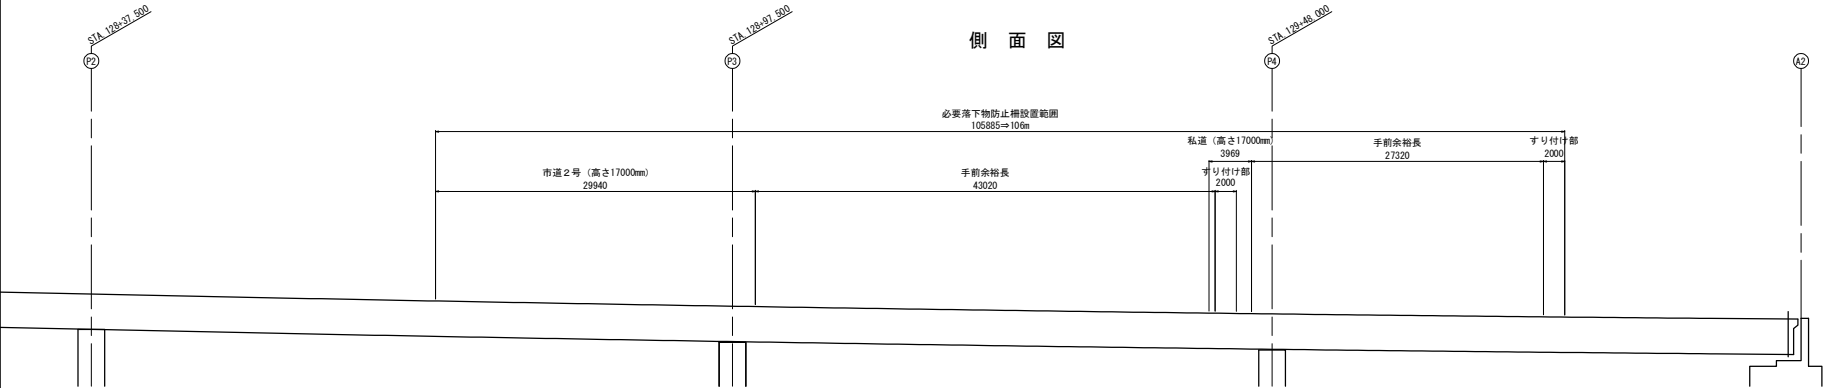 STA.128+37.500
STA.128+97.500
側 面 図
STA.129+48.000
P2
P3
P4
A2
必要落下物防止柵設置範囲
105885⇒106m
私道（高さ17000mm）
3969
手前余裕長
27320
すり付け部
2000
市道２号（高さ17000mm）
29940
手前余裕長
43020
すり付け部
2000